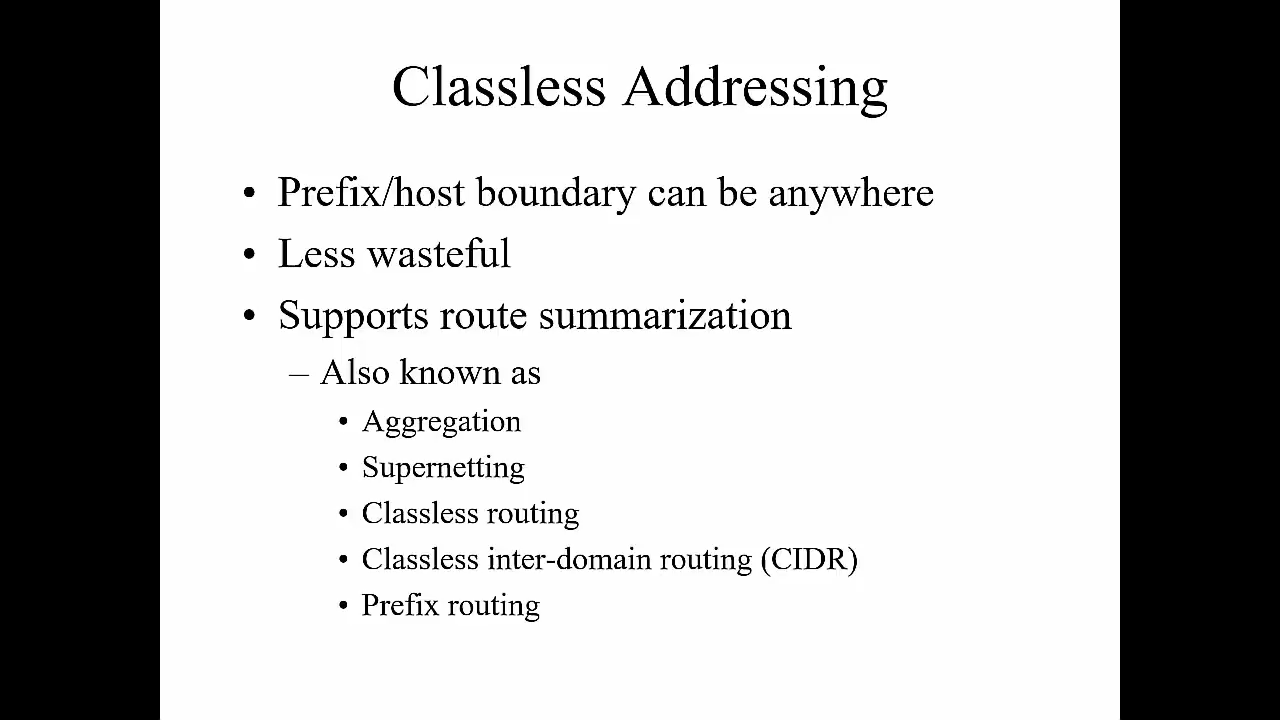 Classless Addressing
• Prefix/host boundary can be anywhere
• Less wasteful
• Supports route summarization
– Also known as
• Aggregation
• Supernetting
• Classless routing
• Classless inter-domain routing (CIDR)
• Prefix routing